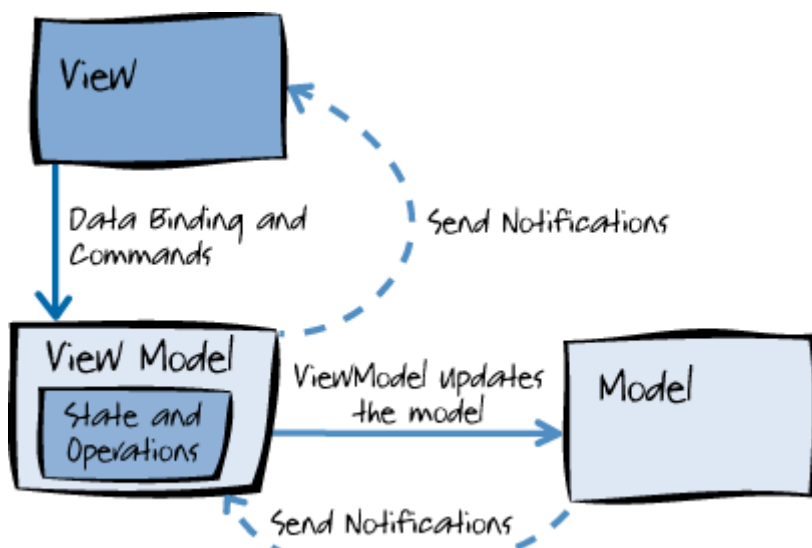 View
Data Binding and
Commands
Send Notifications
View Model
State and
Operations
ViewModel updates
the model
Model
Send Notifications